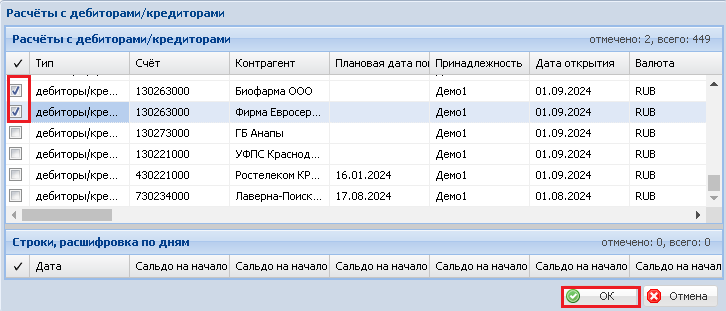 Расчёты с дебиторами/кредиторами
Расчёты с дебиторами/кредиторами отмечено: 2, всего: 449
✓ Тип Счёт Контрагент Плановая дата по Принадлежность Дата открытия Валюта
дебиторы/кре... 130263000 Биофарма ООО Демо1 01.09.2024 RUB
дебиторы/кре... 130263000 Фирма Евросер... Демо1 01.09.2024 RUB
дебиторы/кре... 130273000 ГБ Анапы Демо1 01.09.2024 RUB
дебиторы/кре... 130221000 УФПС Краснод... Демо1 01.09.2024 RUB
дебиторы/кре... 430221000 Ростелеком КР... 16.01.2024 Демо1 01.09.2024 RUB
дебиторы/кре... 730234000 Лаверна-Поиск... 17.08.2024 Демо1 01.08.2024 RUB
Строки, расшифровка по дням отмечено: 0, всего: 0
✓ Дата Сальдо на начало Сальдо на начало Сальдо на начало Сальдо на начало Сальдо на начало Сальдо на начало
ОК Отмена